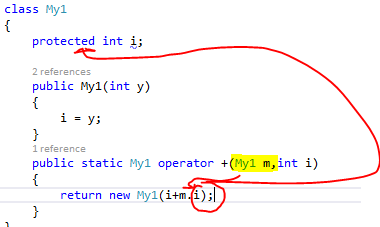 class My1
{
protected int i;
2 references
public My1(int y)
{
i = y;
}
1 reference
public static My1 operator +(My1 m,int i)
{
return new My1(i+m.i);
}